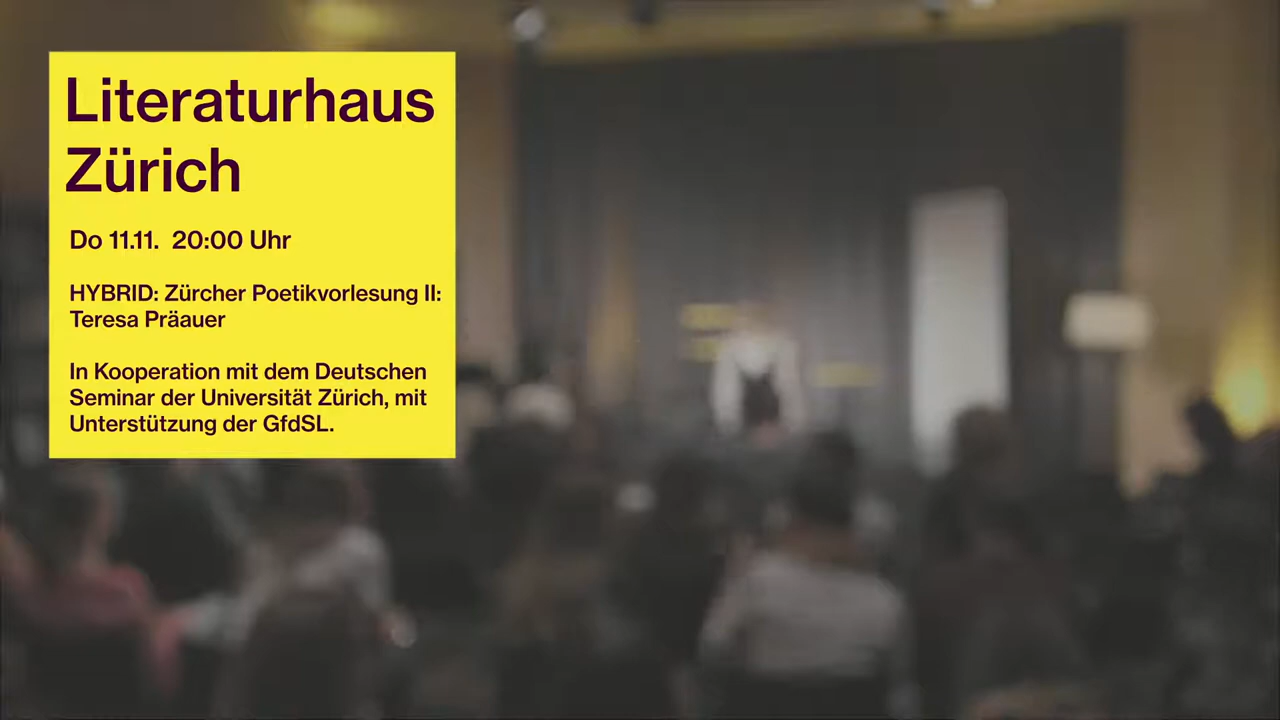 Literaturhaus
Zürich
Do 11.11. 20:00 Uhr
HYBRID: Zürcher Poetikvorlesung II:
Teresa Präauer
In Kooperation mit dem Deutschen
Seminar der Universität Zürich, mit
Unterstützung der GfdSL.